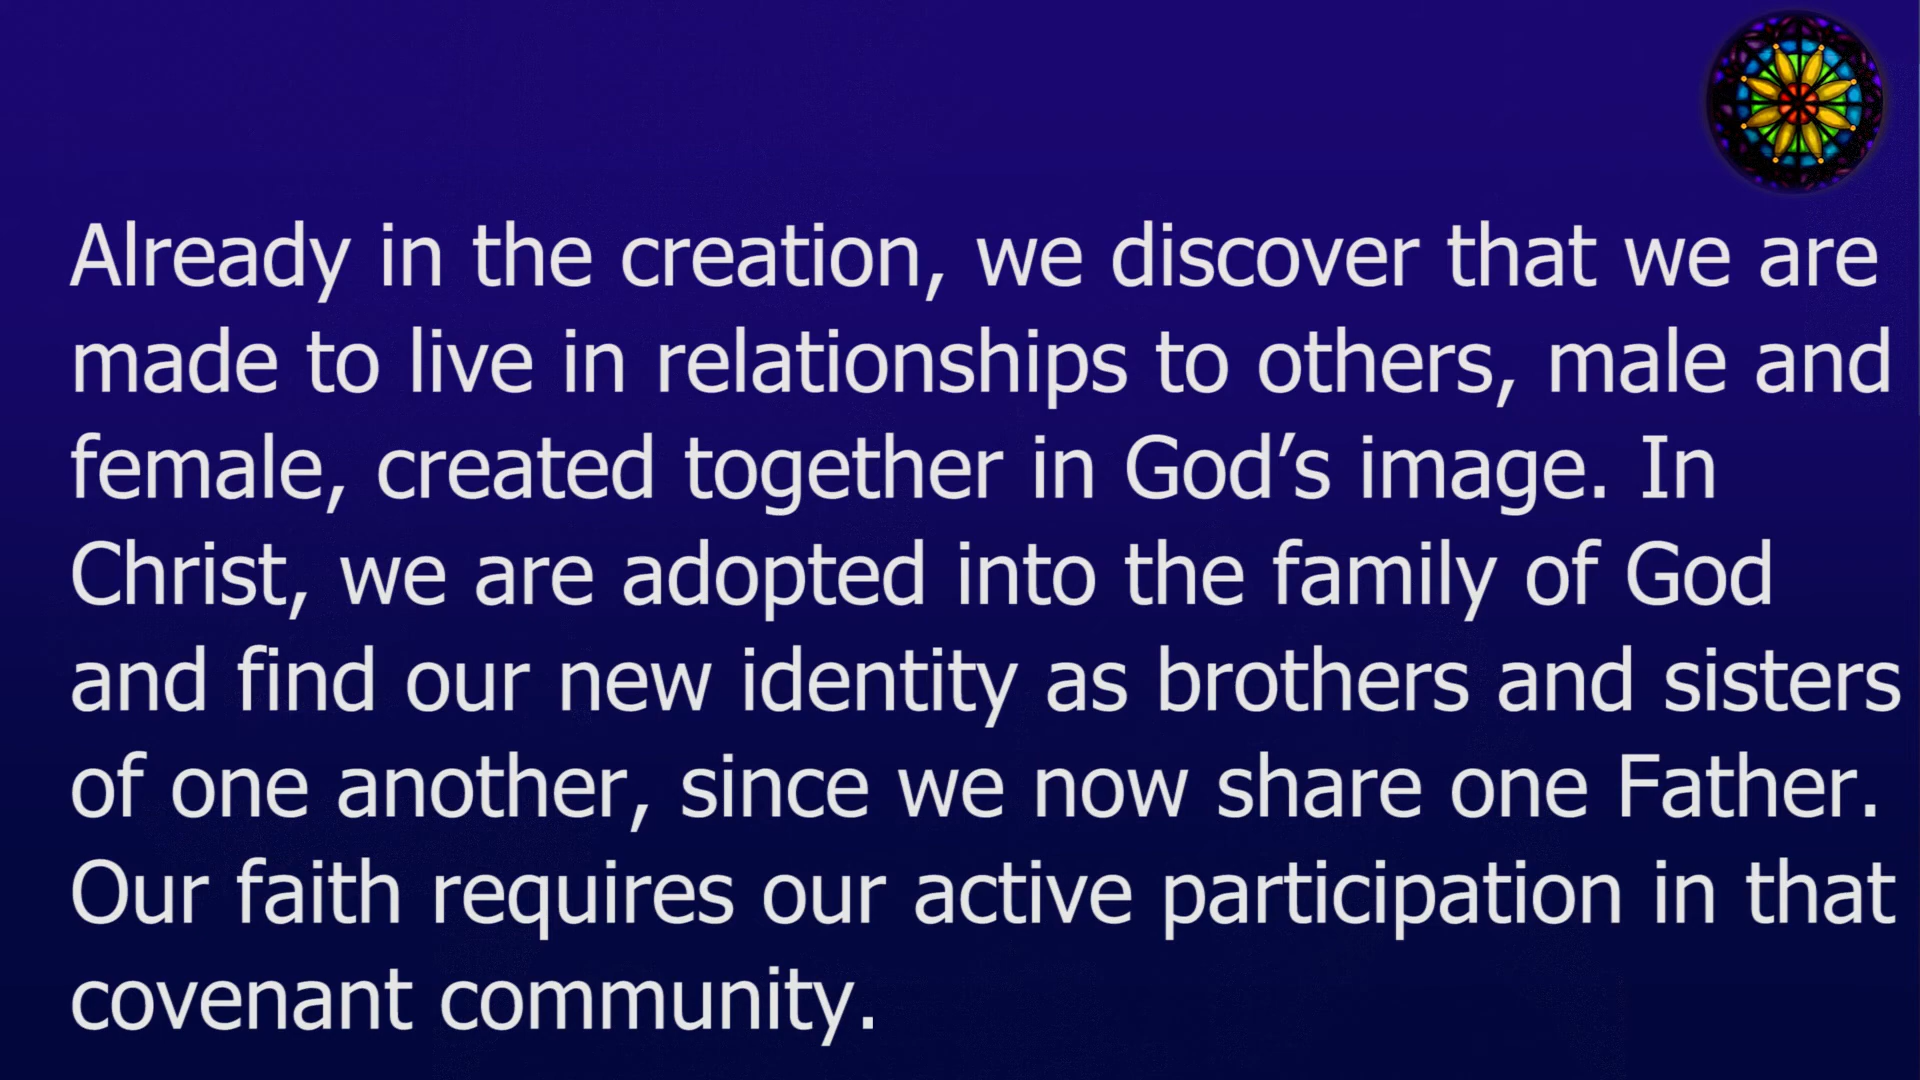 Already in the creation, we discover that we are
made to live in relationships to others, male and
female, created together in God’s image. In
Christ, we are adopted into the family of God
and find our new identity as brothers and sisters
of one another, since we now share one Father.
Our faith requires our active participation in that
covenant community.